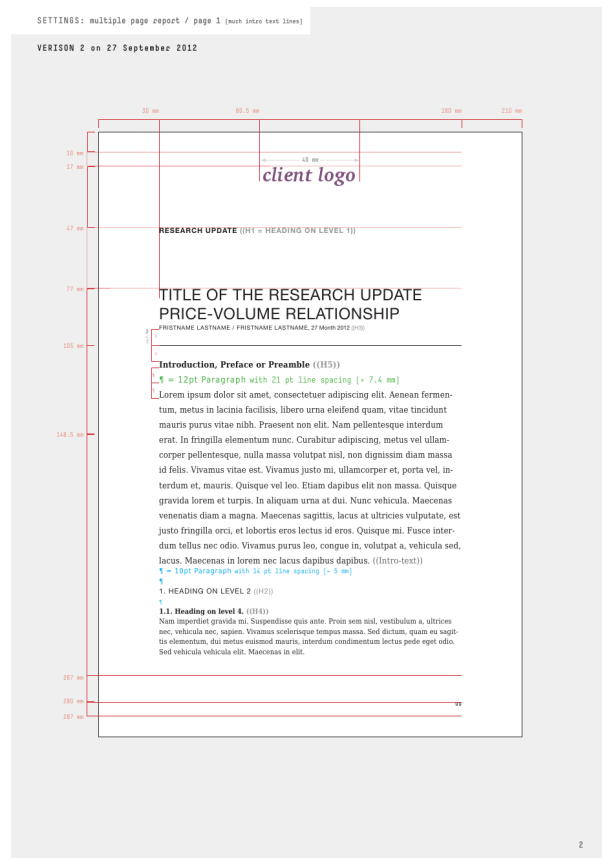 SETTINGS: multiple page report / page 1 [much intro text lines]
VERISON 2 on 27 September 2012
30 mm
80.5 mm
180 mm
210 mm
10 mm
40 mm
17 mm
client logo
47 mm
RESEARCH UPDATE ((H1 = HEADING ON LEVEL 1))
77 mm
TITLE OF THE RESEARCH UPDATE
PRICE-VOLUME RELATIONSHIP
FRISTNAME LASTNAME / FRISTNAME LASTNAME, 27 Month 2012 ((H3))
105 mm
Introduction, Preface or Preamble ((H5))
¶ = 12pt Paragraph with 21 pt line spacing [= 7.4 mm]
Lorem ipsum dolor sit amet, consectetuer adipiscing elit. Aenean fermen-
tum, metus in lacinia facilisis, libero urna eleifend quam, vitae tincidunt
mauris purus vitae nibh. Praesent non elit. Nam pellentesque interdum
erat. In fringilla elementum nunc. Curabitur adipiscing, metus vel ullam-
148.5 mm
corper pellentesque, nulla massa volutpat nisl, non dignissim diam massa
id felis. Vivamus vitae est. Vivamus justo mi, ullamcorper et, porta vel, in-
terdum et, mauris. Quisque vel leo. Etiam dapibus elit non massa. Quisque
gravida lorem et turpis. In aliquam urna at dui. Nunc vehicula. Maecenas
venenatis diam a magna. Maecenas sagittis, lacus at ultricies vulputate, est
justo fringilla orci, et lobortis eros lectus id eros. Quisque mi. Fusce inter-
dum tellus nec odio. Vivamus purus leo, congue in, volutpat a, vehicula sed,
lacus. Maecenas in lorem nec lacus dapibus dapibus. ((Intro-text))
¶ = 10pt Paragraph with 14 pt line spacing [= 5 mm]
¶
1. HEADING ON LEVEL 2 ((H2))
¶
1.1. Heading on level 4. ((H4))
Nam imperdiet gravida mi. Suspendisse quis ante. Proin sem nisl, vestibulum a, ultrices
nec, vehicula nec, sapien. Vivamus scelerisque tempus massa. Sed dictum, quam eu sagit-
tis elementum, dui metus euismod mauris, interdum condimentum lectus pede eget odio.
Sed vehicula vehicula elit. Maecenas in elit.
267 mm
280 mm
287 mm
2